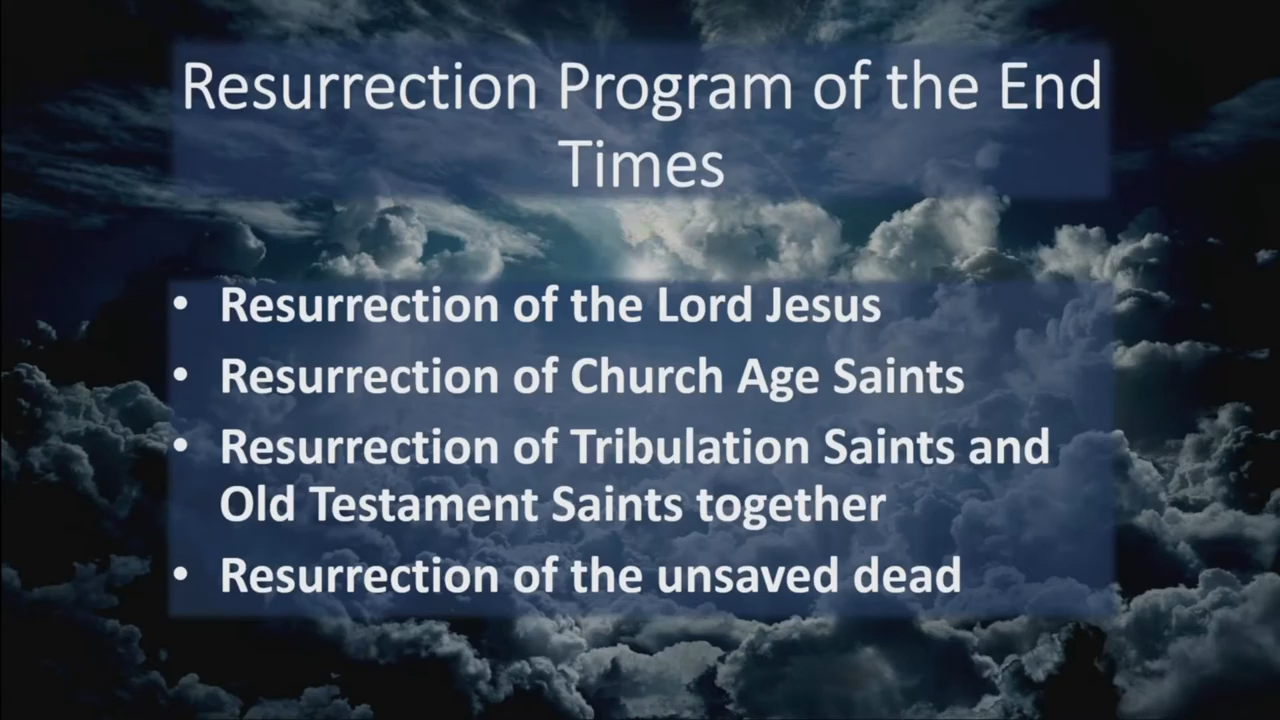 Resurrection Program of the End
Times
• Resurrection of the Lord Jesus
• Resurrection of Church Age Saints
• Resurrection of Tribulation Saints and
Old Testament Saints together
• Resurrection of the unsaved dead